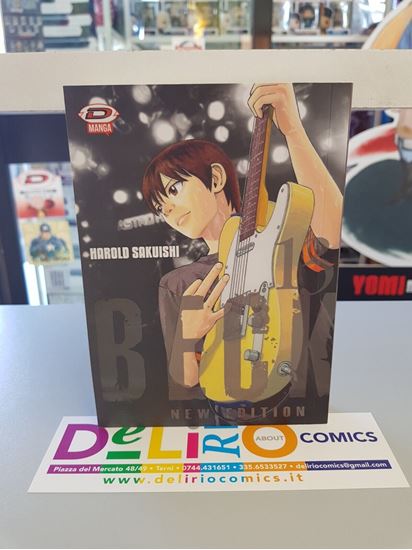 D
MANGA
HAROLD SAKUISHI
16
BECK
NEW EDITION
DELIRIO
ABOUT
COMICS
Piazza del Mercato 48/49 • Terni • 0744.431651 • 335.6533527 • deliriocomics@gmail.com
www.deliriocomics.it
YOMI